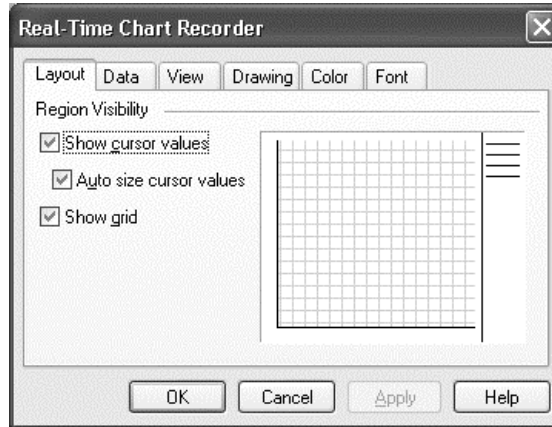 Real-Time Chart Recorder
Layout Data View Drawing Color Font
Region Visibility
Show cursor values
Auto size cursor values
Show grid
OK Cancel Apply Help